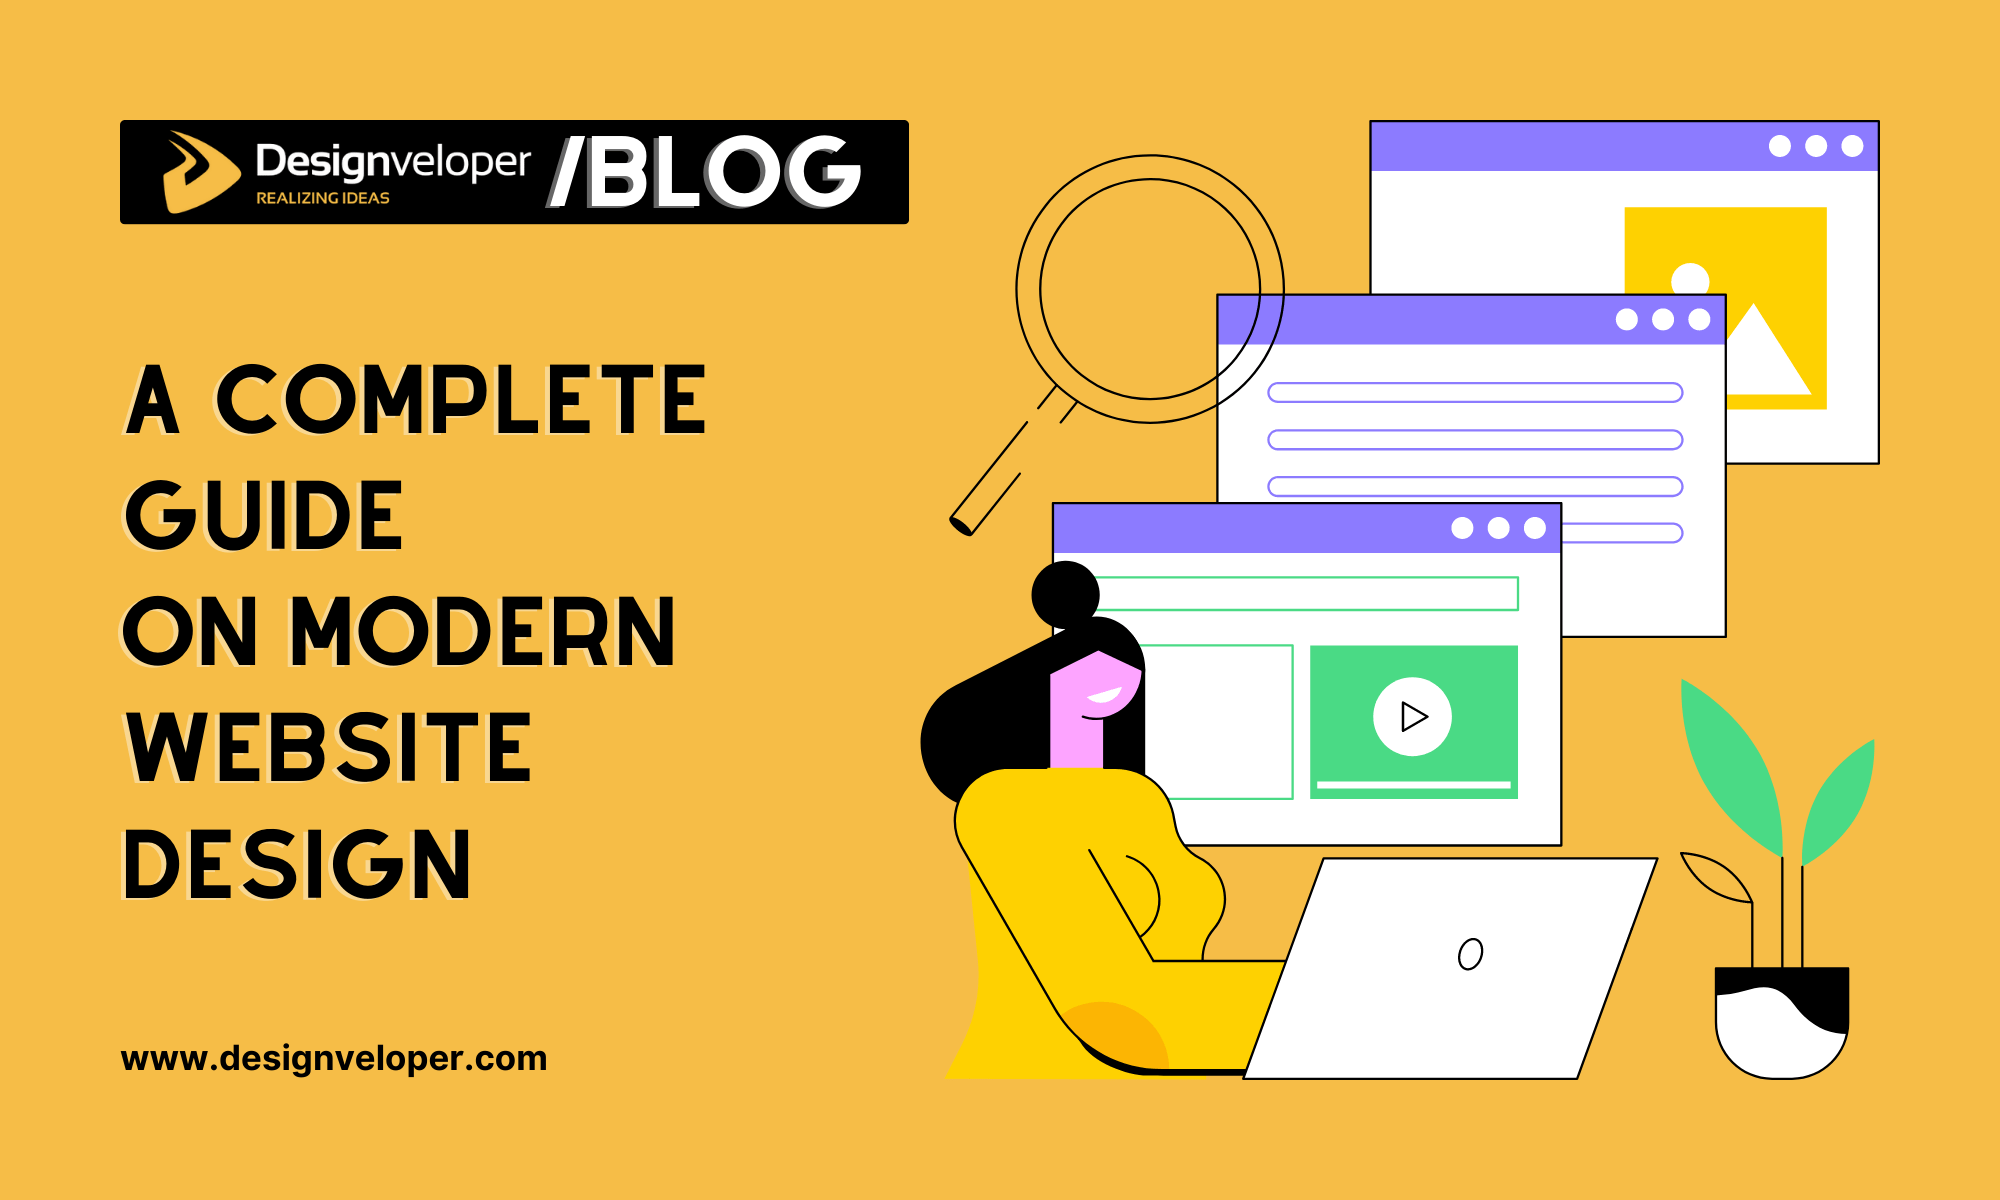 Designveloper /BLOG
REALIZING IDEAS
A COMPLETE
GUIDE
ON MODERN
WEBSITE
DESIGN
www.designveloper.com